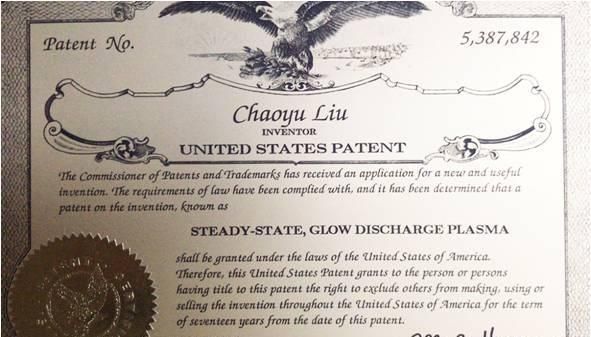 Patent No. 5,387,842
Chaoyu Liu
INVENTOR
UNITED STATES PATENT
The Commissioner of Patents and Trademarks has received an application for a new and useful
invention. The requirements of law have been complied with, and it has been determined that a
patent on the invention, known as
STEADY-STATE, GLOW DISCHARGE PLASMA
shall be granted under the laws of the United States of America.
Therefore, this United States Patent grants to the person or persons
having title to this patent the right to exclude others from making, using or
selling the invention throughout the United States of America for the term
of seventeen years from the date of this patent.